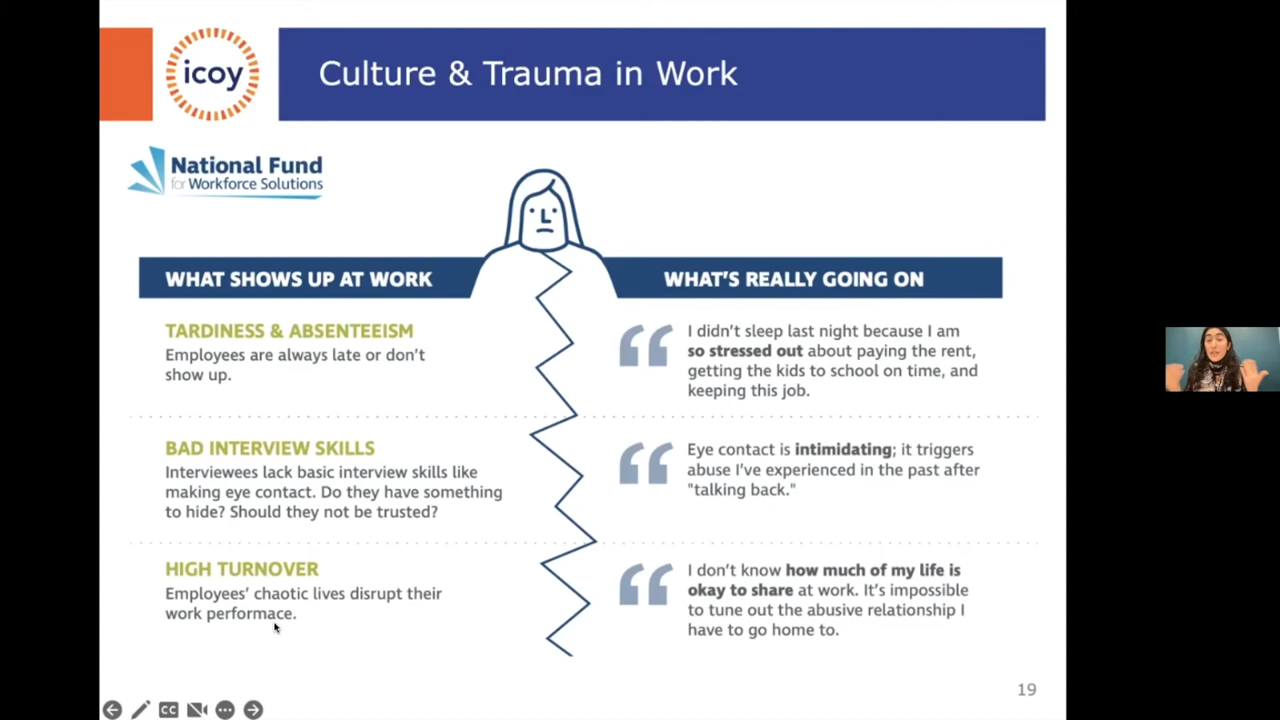 icoy
Culture & Trauma in Work
National Fund
for Workforce Solutions
WHAT SHOWS UP AT WORK
WHAT'S REALLY GOING ON
TARDINESS & ABSENTEEISM
Employees are always late or don't
show up.
“ I didn't sleep last night because I am
so stressed out about paying the rent,
getting the kids to school on time, and
keeping this job.
BAD INTERVIEW SKILLS
Interviewees lack basic interview skills like
making eye contact. Do they have something
to hide? Should they not be trusted?
“ Eye contact is intimidating; it triggers
abuse I've experienced in the past after
"talking back."
HIGH TURNOVER
Employees' chaotic lives disrupt their
work performace.
“ I don't know how much of my life is
okay to share at work. It's impossible
to tune out the abusive relationship I
have to go home to.
19
CC